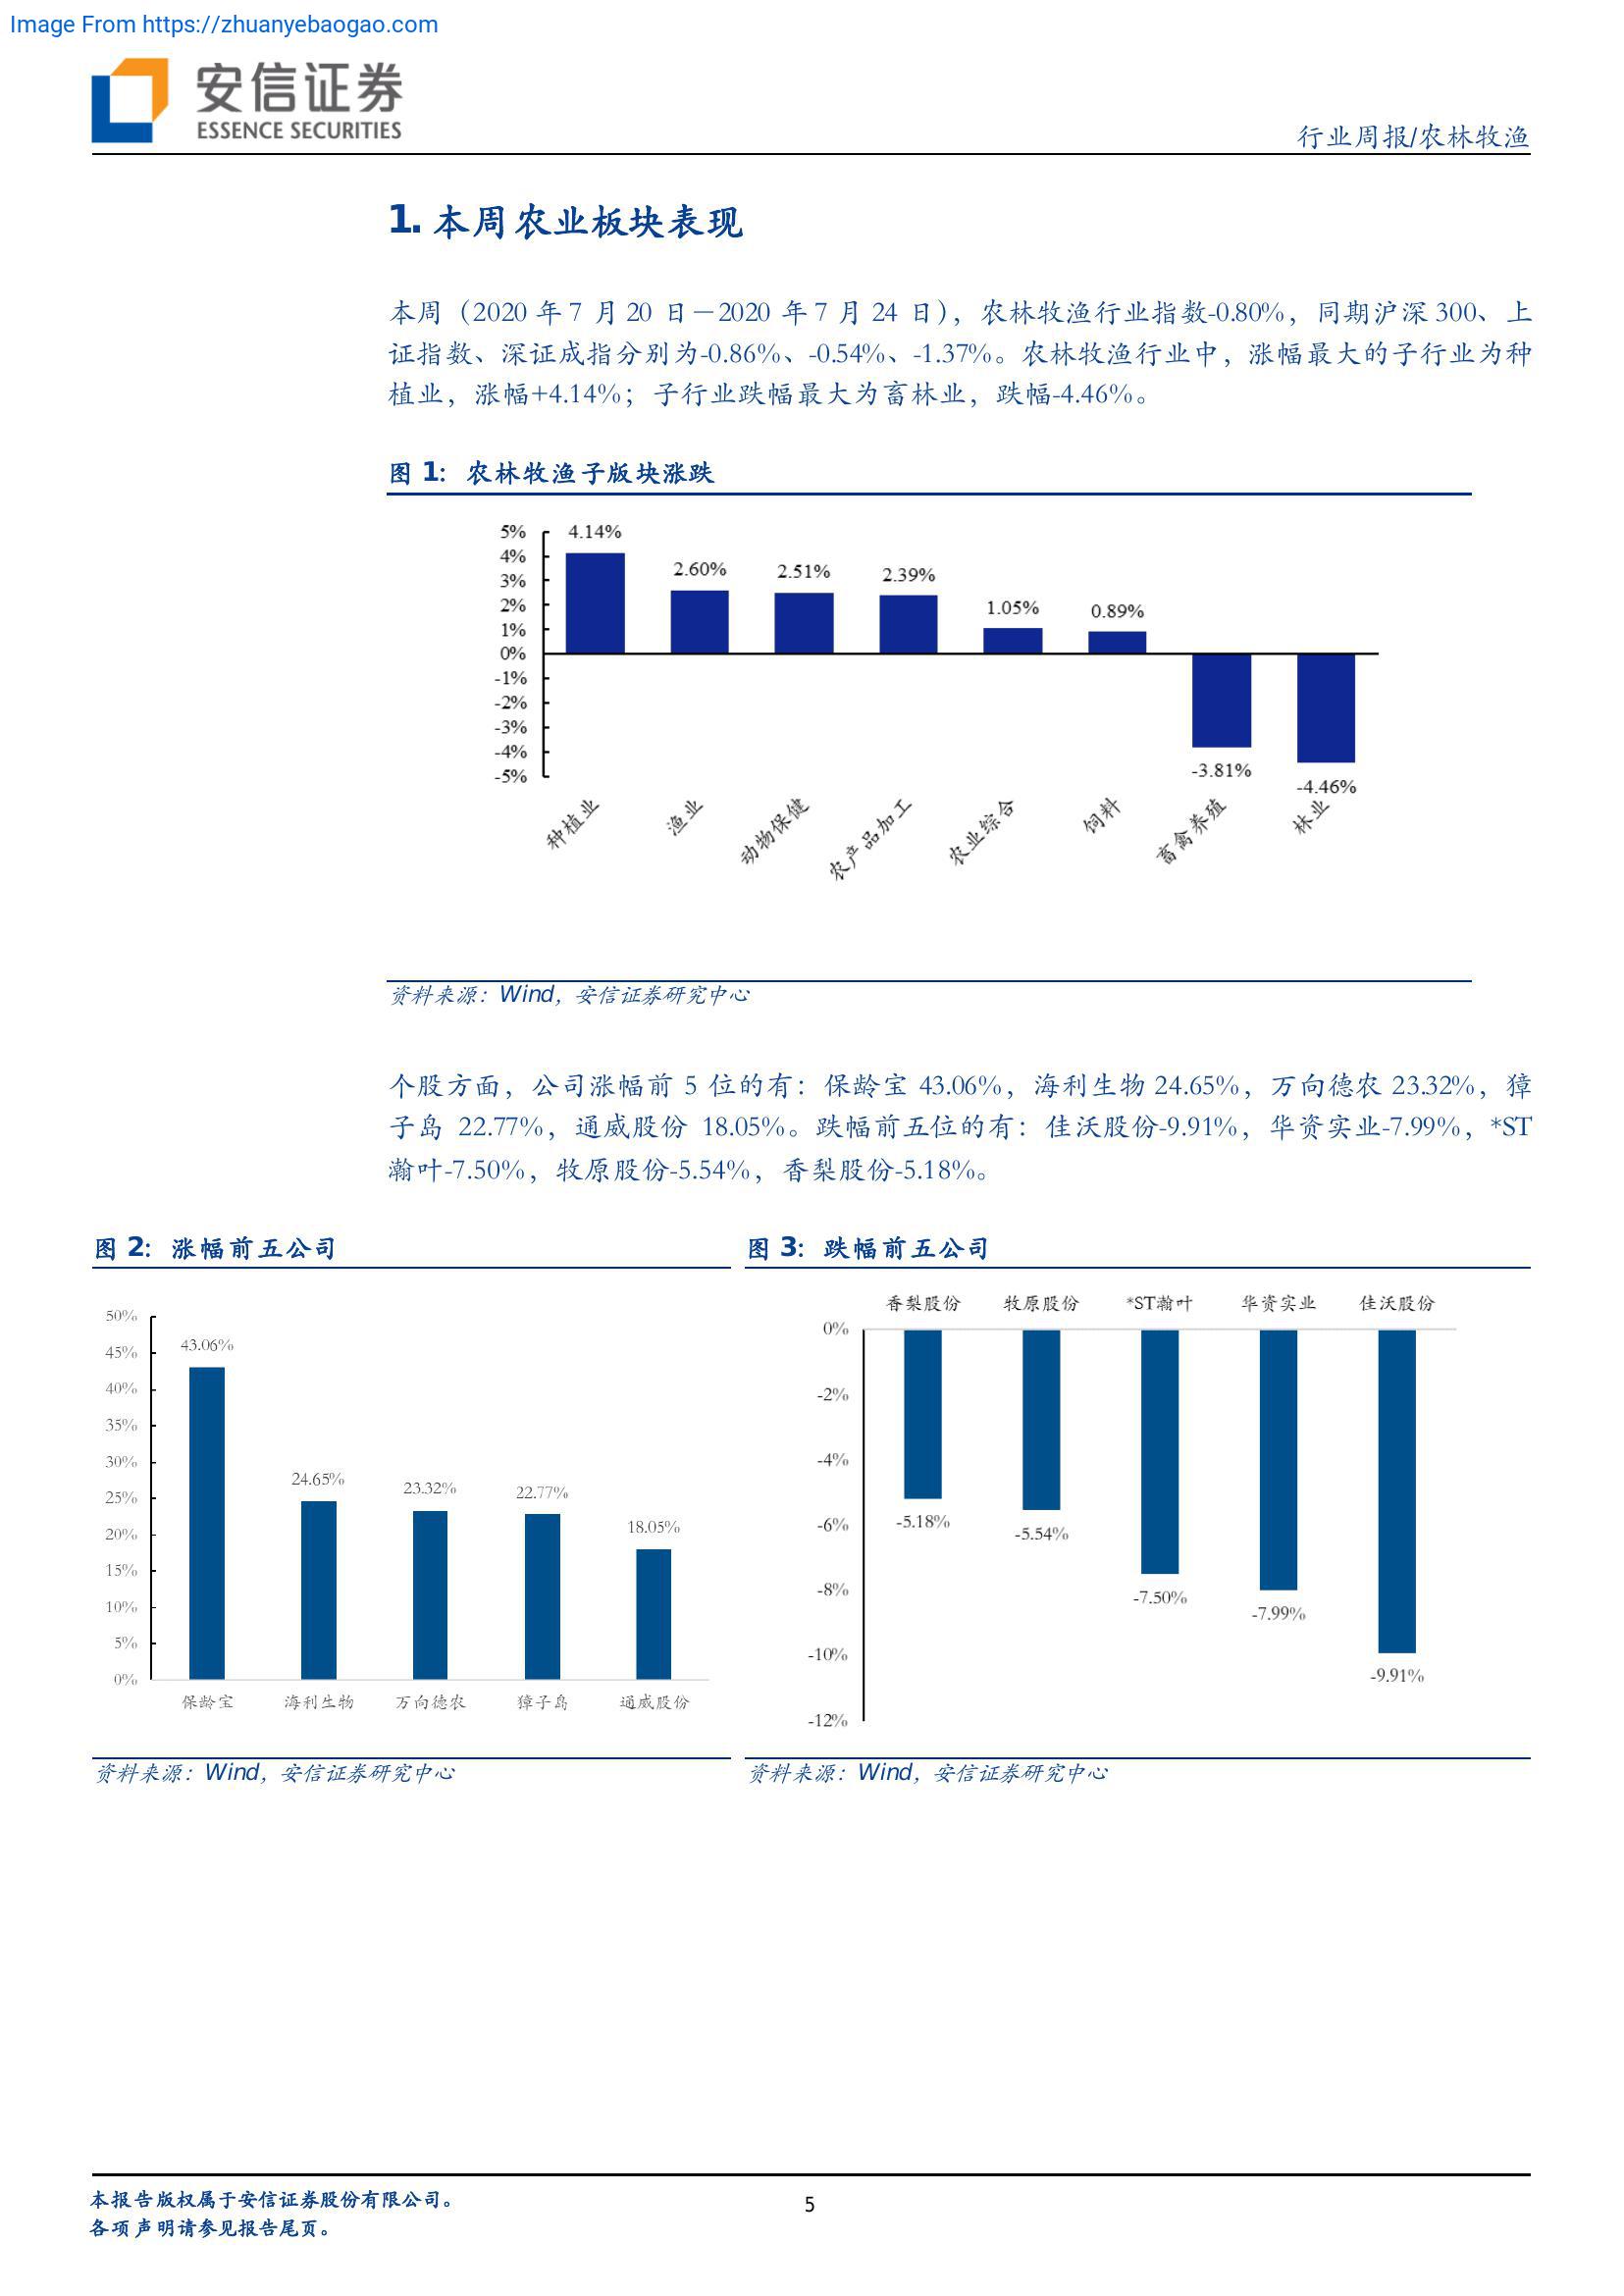 Image From https://zhuanyebaogao.com
安信证券
ESSENCE SECURITIES
行业周报/农林牧渔
1. 本周农业板块表现
本周（2020 年 7 月 20 日－2020 年 7 月 24 日），农林牧渔行业指数-0.80%，同期沪深 300、上
证指数、深证成指分别为-0.86%、-0.54%、-1.37%。农林牧渔行业中，涨幅最大的子行业为种
植业，涨幅+4.14%；子行业跌幅最大为畜林业，跌幅-4.46%。
图 1：农林牧渔子版块涨跌
5%
4%
3%
2%
1%
0%
-1%
-2%
-3%
-4%
-5%
4.14%
2.60%
2.51%
2.39%
1.05%
0.89%
-3.81%
-4.46%
种植业
渔业
动物保健
农产品加工
农业综合
饲料
畜禽养殖
林业
资料来源：Wind，安信证券研究中心
个股方面，公司涨幅前 5 位的有：保龄宝 43.06%，海利生物 24.65%，万向德农 23.32%，獐
子岛 22.77%，通威股份 18.05%。跌幅前五位的有：佳沃股份-9.91%，华资实业-7.99%，*ST
瀚叶-7.50%，牧原股份-5.54%，香梨股份-5.18%。
图 2：涨幅前五公司
50%
45%
40%
35%
30%
25%
20%
15%
10%
5%
0%
43.06%
24.65%
23.32%
22.77%
18.05%
保龄宝
海利生物
万向德农
獐子岛
通威股份
资料来源：Wind，安信证券研究中心
图 3：跌幅前五公司
香梨股份
牧原股份
*ST瀚叶
华资实业
佳沃股份
0%
-2%
-4%
-6%
-8%
-10%
-12%
-5.18%
-5.54%
-7.50%
-7.99%
-9.91%
资料来源：Wind，安信证券研究中心
本报告版权属于安信证券股份有限公司。
各项声明请参见报告尾页。
5